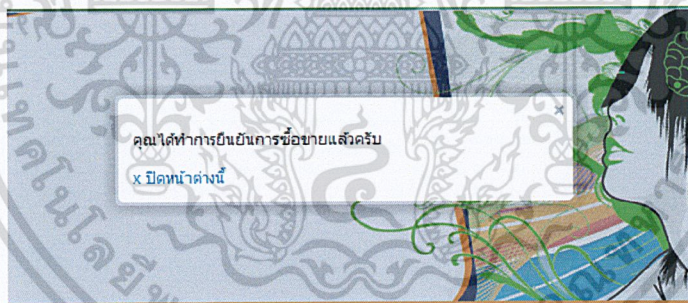 คุณได้ทำการยืนยันการซื้อขายแล้วครับ
x ปิดหน้าต่างนี้